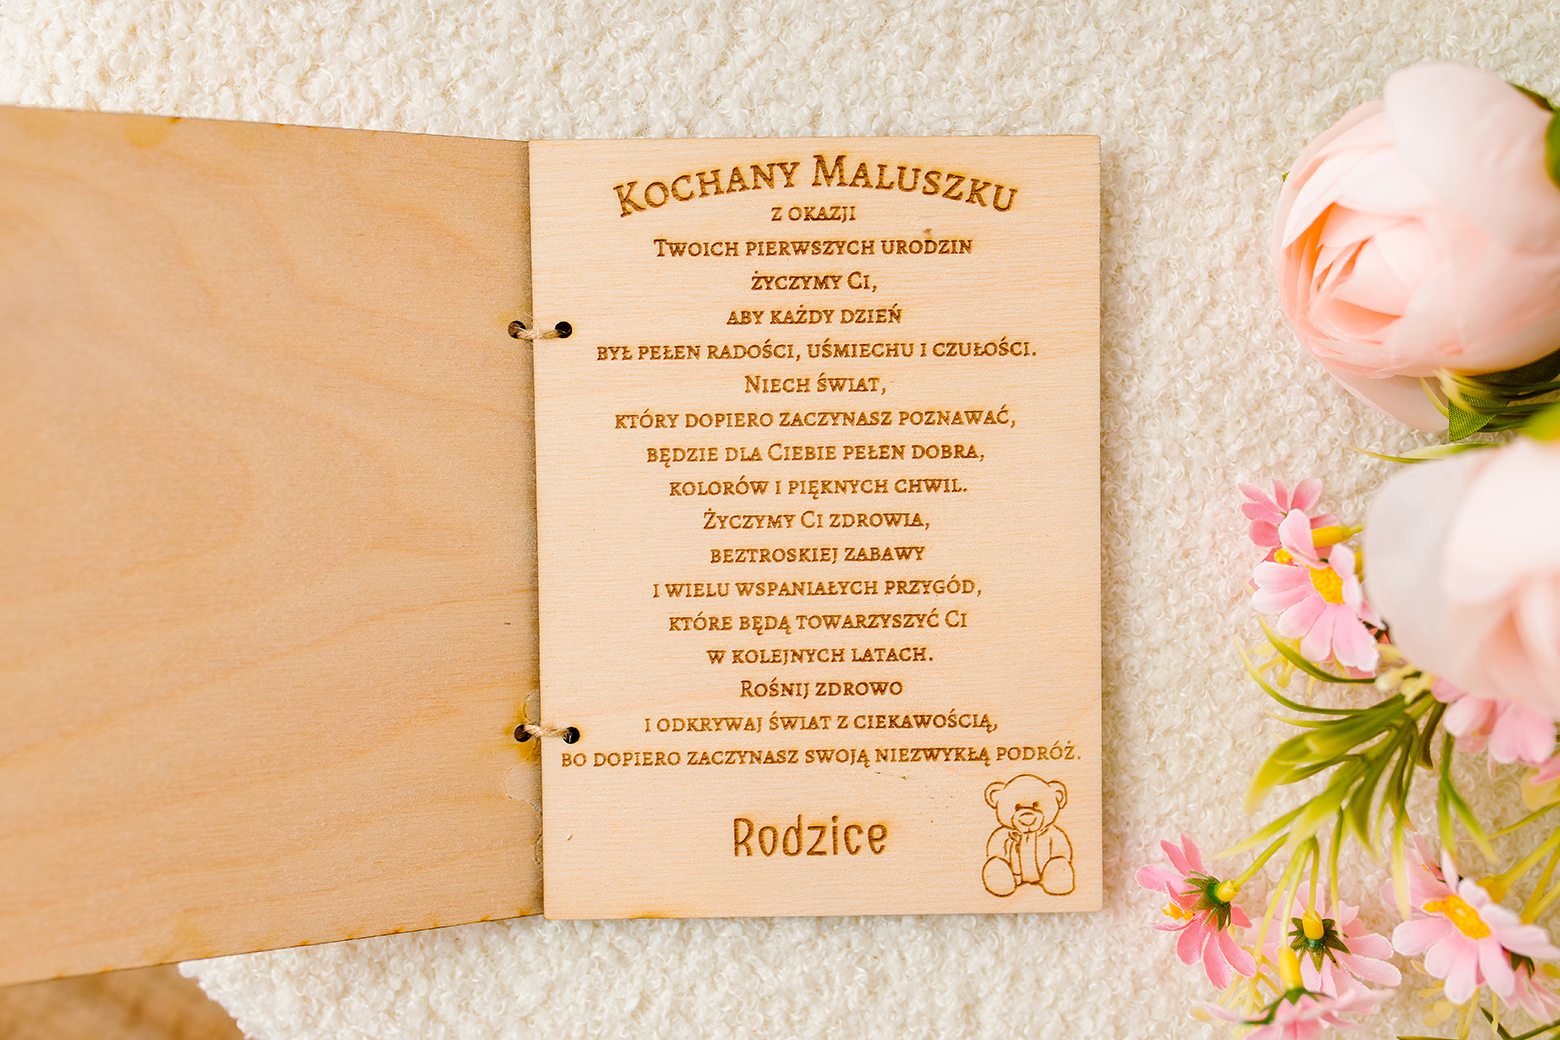 Kochany Maluszku
z okazji
Twoich pierwszych urodzin
życzymy Ci,
aby każdy dzień
był pełen radości, uśmiechu i czułości.
Niech świat,
który dopiero zaczynasz poznawać,
będzie dla Ciebie pełen dobra,
kolorów i pięknych chwil.
Życzymy Ci zdrowia,
beztroskiej zabawy
i wielu wspaniałych przygód,
które będą towarzyszyć Ci
w kolejnych latach.
Rośnij zdrowo
i odkrywaj świat z ciekawością,
bo dopiero zaczynasz swoją niezwykłą podróż.
Rodzice